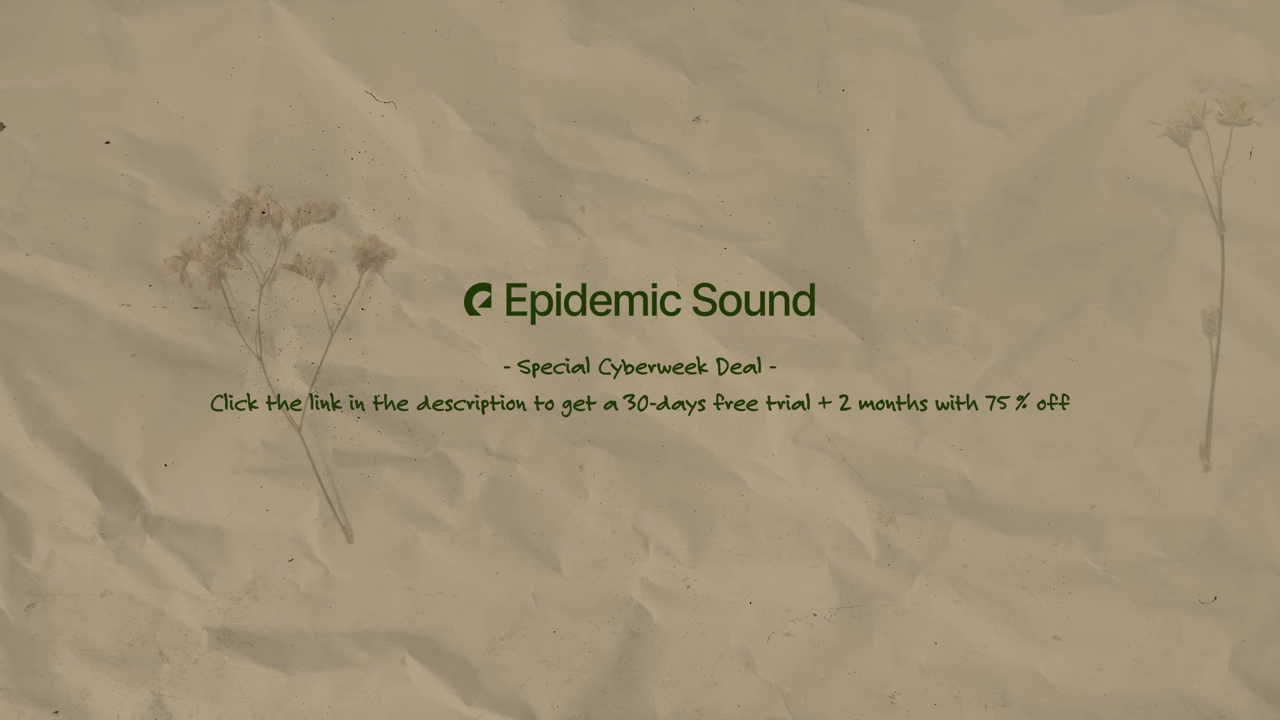 Epidemic Sound
- Special Cyberweek Deal -
Click the link in the description to get a 30-days free trial + 2 months with 75% off